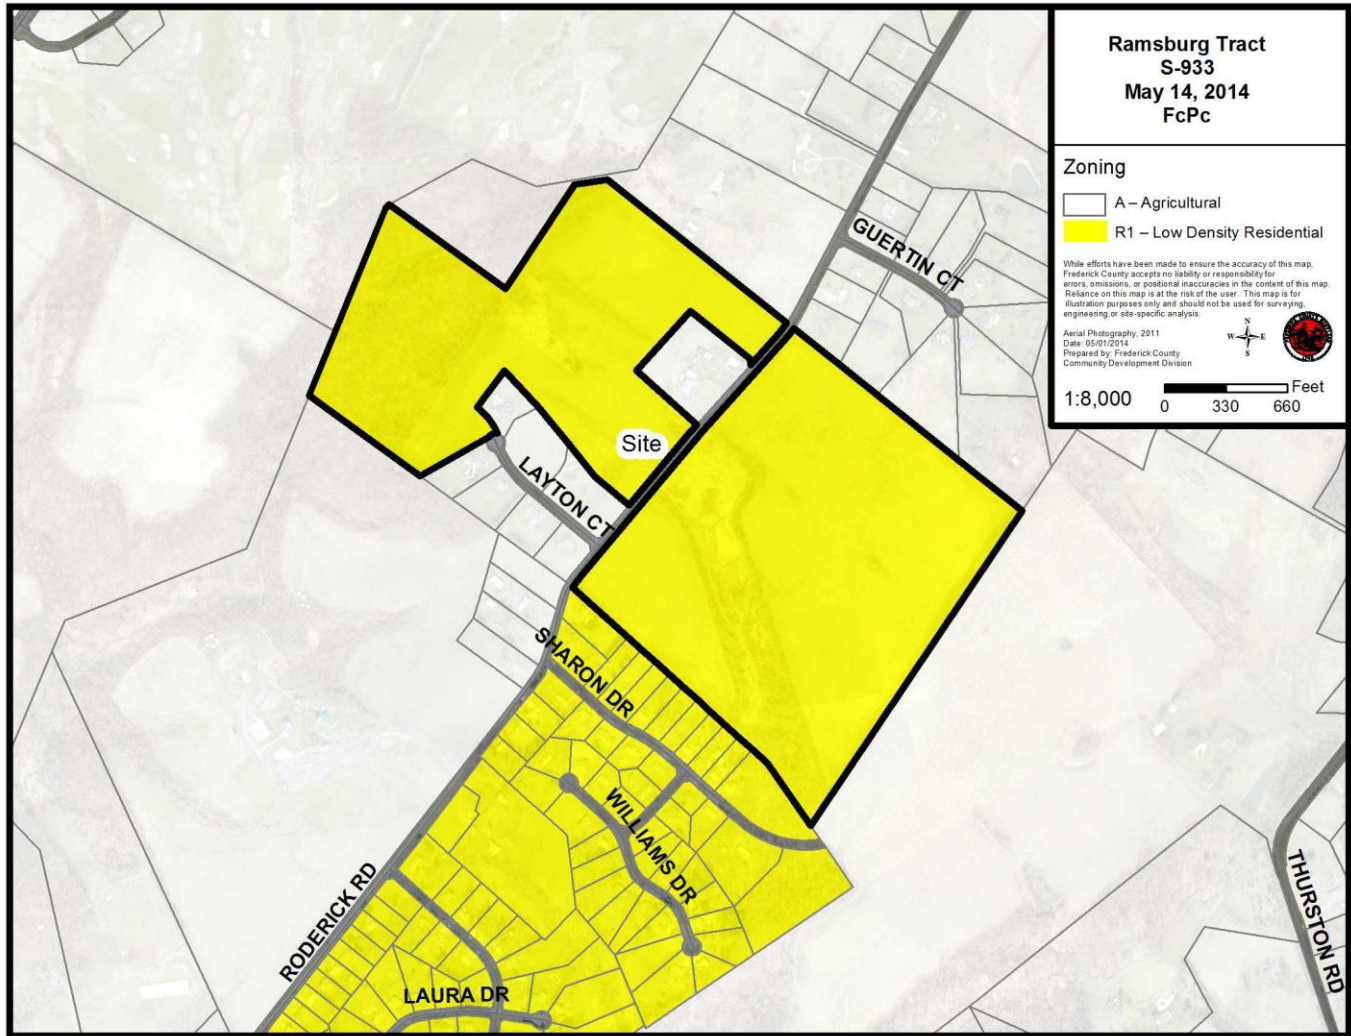 Ramsburg Tract
S-933
May 14, 2014
FcPc
Zoning
A – Agricultural
R1 – Low Density Residential
While efforts have been made to ensure the accuracy of this map,
Frederick County accepts no liability or responsibility for
errors, omissions, or positional inaccuracies in the content of this map.
Reliance on this map is at the risk of the user. This map is for
illustration purposes only and should not be used for surveying,
engineering, or site-specific analysis.
Aerial Photography, 2011
Date: 05/01/2014
Prepared by: Frederick County
Community Development Division
N
W E
S
1:8,000
Feet
0 330 660
GUERTIN CT
Site
LAYTON CT
SHARON DR
WILLIAMS DR
RODERICK RD
LAURA DR
THURSTON RD